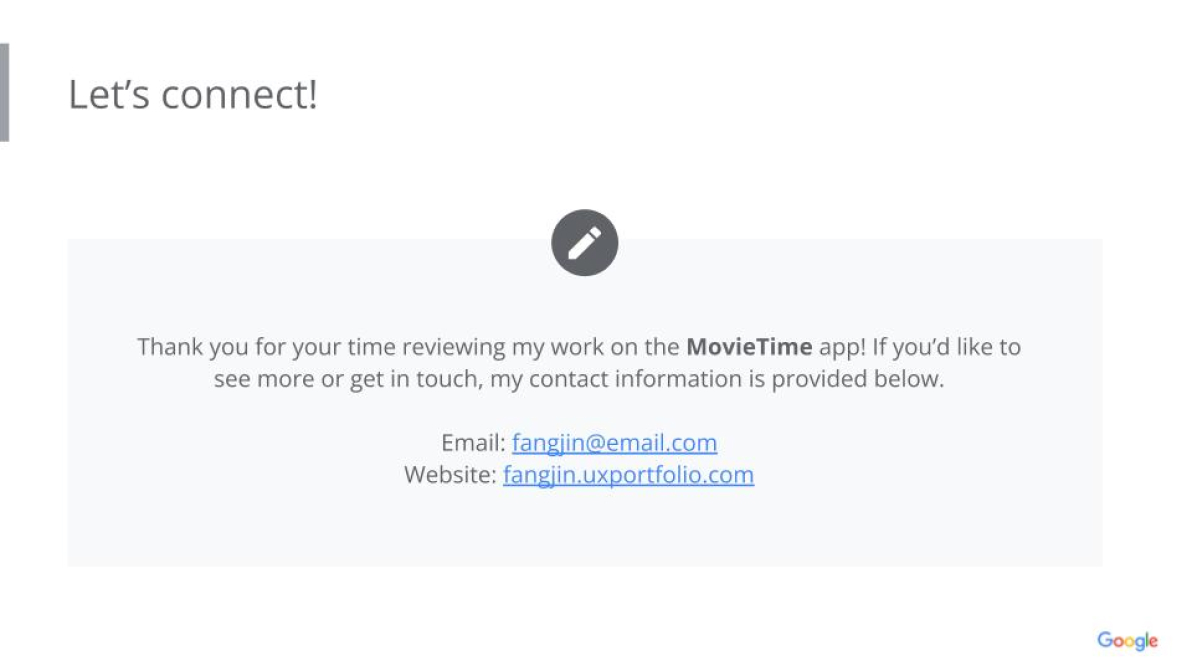 Let’s connect!
Thank you for your time reviewing my work on the MovieTime app! If you’d like to
see more or get in touch, my contact information is provided below.
Email: fangjin@email.com
Website: fangjin.uxportfolio.com
Google